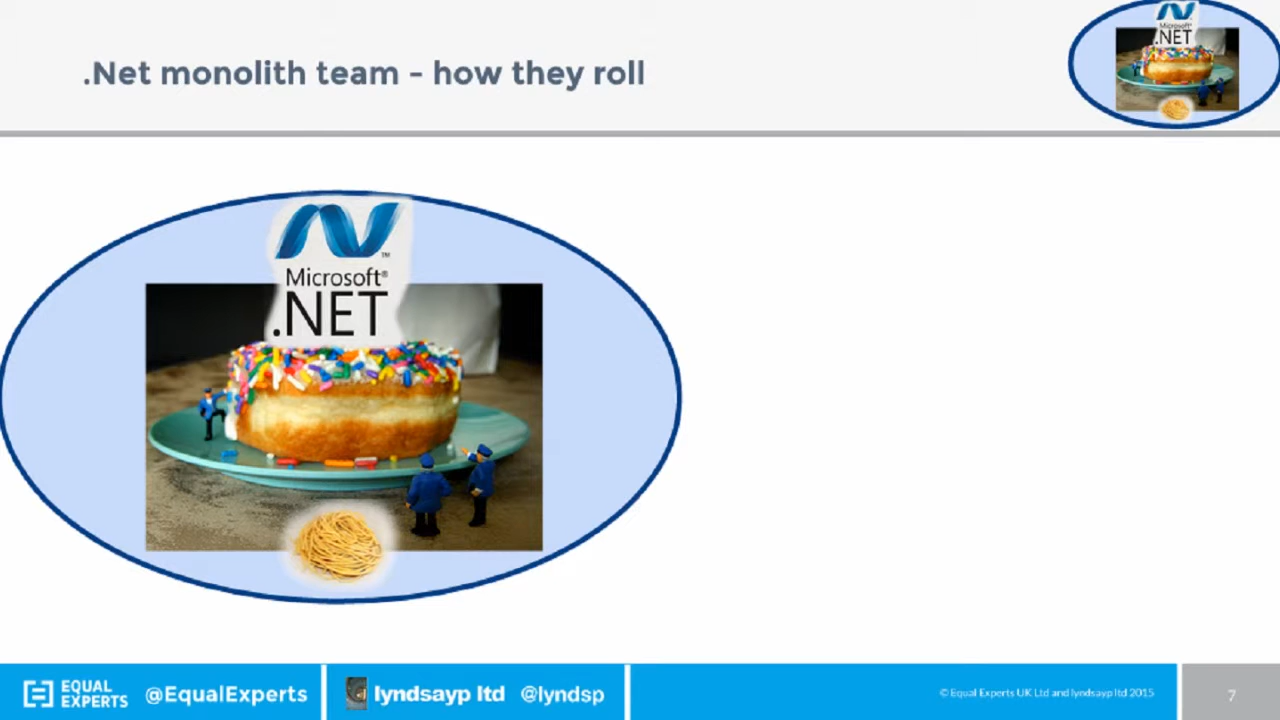 .Net monolith team - how they roll
Microsoft®
.NET
Microsoft®
.NET
EQUAL
EXPERTS
@EqualExperts
lyndsayp ltd @lyndsp
© Equal Experts UK Ltd and lyndsayp ltd 2015
7